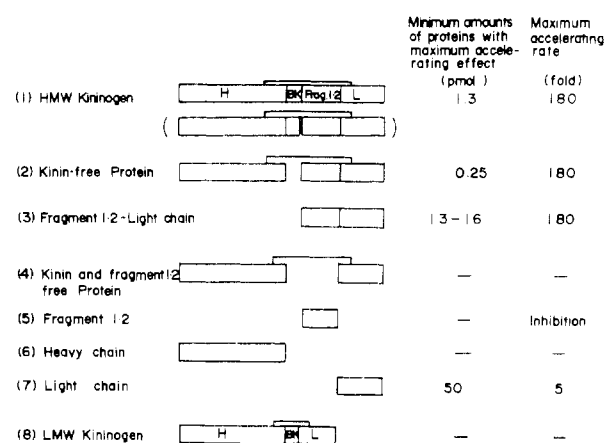 Minimum amounts of proteins with maximum accele-rating effect (pmol)
Maximum accelerating rate (fold)
(1) HMW Kininogen H BK Frag 1·2 L 1.3 180
( )
(2) Kinin-free Protein 0.25 180
(3) Fragment 1·2-Light chain 1.3-1.6 180
(4) Kinin and fragment 1·2 free Protein — —
(5) Fragment 1·2 — Inhibition
(6) Heavy chain — —
(7) Light chain 50 5
(8) LMW Kininogen H BK L — —